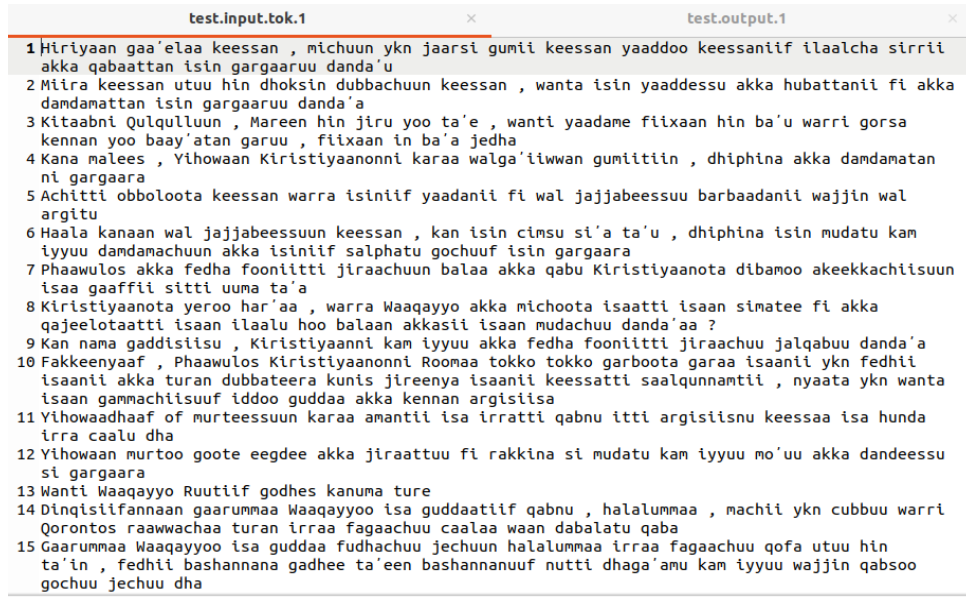 test.input.tok.1 × test.output.1 ×
1 Hiriyaan gaa′elaa keessan , michuun ykn jaarsi gumii keessan yaaddoo keessaniif ilaalcha sirrii
akka qabaattan isin gargaaruu danda′u
2 Miira keessan utuu hin dhoksin dubbachuun keessan , wanta isin yaaddessu akka hubattanii fi akka
damdamattan isin gargaaruu danda′a
3 Kitaabni Qulqulluun , Mareen hin jiru yoo ta′e , wanti yaadame fiixaan hin ba′u warri gorsa
kennan yoo baay′atan garuu , fiixaan in ba′a jedha
4 Kana malees , Yihowaan Kiristiyaanonni karaa walga′iiwwan gumiitiin , dhiphina akka damdamatan
ni gargaara
5 Achitti obboloota keessan warra isiniif yaadanii fi wal jajjabeessuu barbaadanii wajjin wal
argitu
6 Haala kanaan wal jajjabeessuun keessan , kan isin cimsu si′a ta′u , dhiphina isin mudatu kam
iyyuu damdamachuun akka isiniif salphatu gochuuf isin gargaara
7 Phaawulos akka fedha fooniitti jiraachuun balaa akka qabu Kiristiyaanota dibamoo akeekkachiisuun
isaa gaaffii sitti uuma ta′a
8 Kiristiyaanota yeroo har′aa , warra Waaqayyo akka michoota isaatti isaan simatee fi akka
qajeelotaatti isaan ilaalu hoo balaan akkasii isaan mudachuu danda′aa ?
9 Kan nama gaddisiisu , Kiristiyaanni kam iyyuu akka fedha fooniitti jiraachuu jalqabuu danda′a
10 Fakkeenyaaf , Phaawulos Kiristiyaanonni Roomaa tokko tokko garboota garaa isaanii ykn fedhii
isaanii akka turan dubbateera kunis jireenya isaanii keessatti saalqunnamtii , nyaata ykn wanta
isaan gammachiisuuf iddoo guddaa akka kennan argisiisa
11 Yihowaadhaaf of murteessuun karaa amantii isa irratti qabnu itti argisiisnu keessaa isa hunda
irra caalu dha
12 Yihowaan murtoo goote eegdee akka jiraattuu fi rakkina si mudatu kam iyyuu mo′uu akka dandeessu
si gargaara
13 Wanti Waaqayyo Ruutiif godhes kanuma ture
14 Dinqisiifannaan gaarummaa Waaqayyoo isa guddaatiif qabnu , halalummaa , machii ykn cubbuu warri
Qorontos raawwachaa turan irraa fagaachuu caalaa waan dabalatu qaba
15 Gaarummaa Waaqayyoo isa guddaa fudhachuu jechuun halalummaa irraa fagaachuu qofa utuu hin
ta′in , fedhii bashannana gadhee ta′een bashannanuuf nutti dhaga′amu kam iyyuu wajjin qabsoo
gochuu jechuu dha